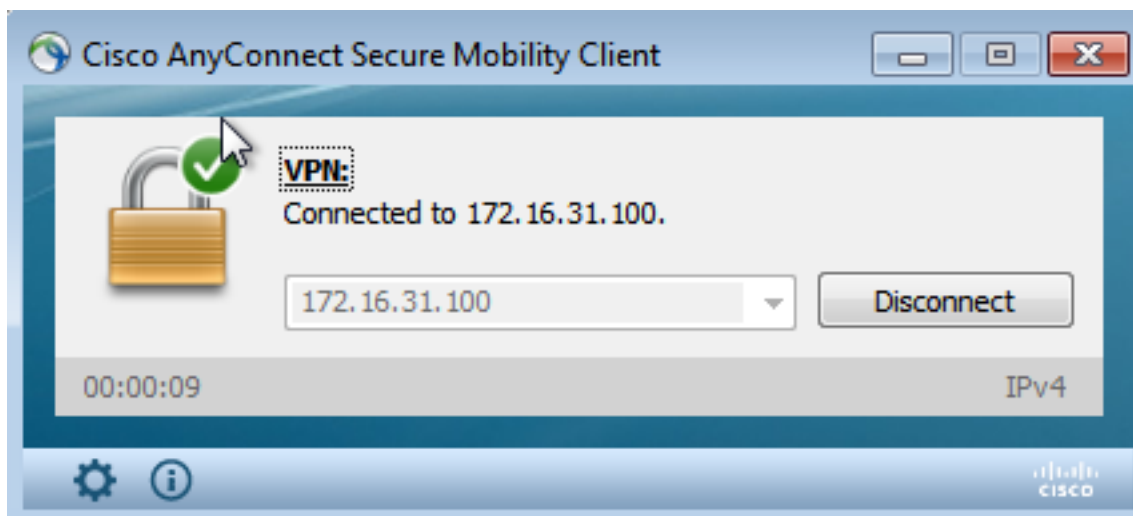 Cisco AnyConnect Secure Mobility Client
VPN:
Connected to 172.16.31.100.
172.16.31.100
Disconnect
00:00:09
IPv4
CISCO